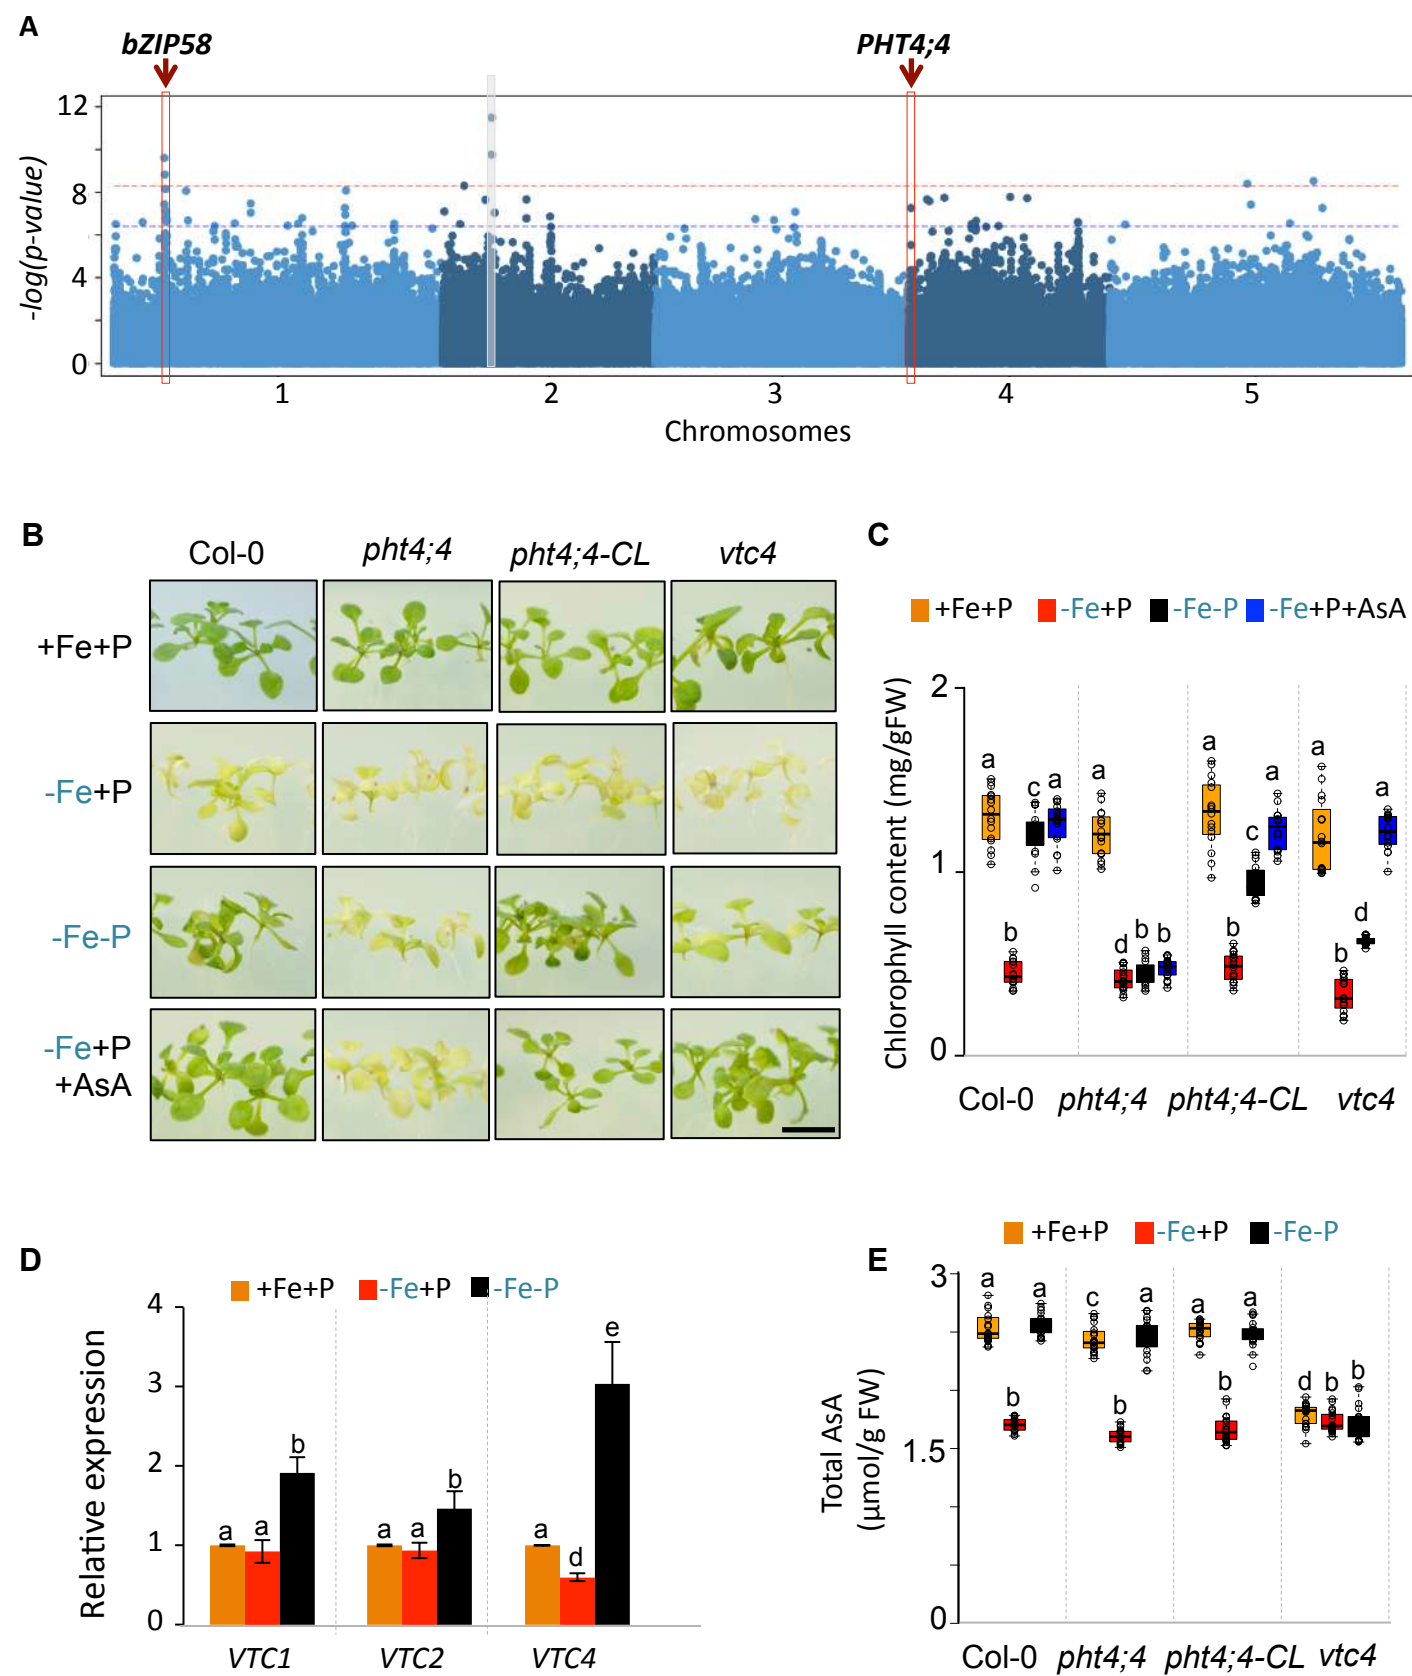 A
bZIP58
PHT4;4
12
8
4
0
-log(p-value)
1 2 3 4 5
Chromosomes
B
Col-0 pht4;4 pht4;4-CL vtc4
+Fe+P
-Fe+P
-Fe-P
-Fe+P
+AsA
C
+Fe+P -Fe+P -Fe-P -Fe+P+AsA
Chlorophyll content (mg/gFW)
2
1
0
a b c a
a d b b
a b c a
a b d a
Col-0 pht4;4 pht4;4-CL vtc4
D
+Fe+P -Fe+P -Fe-P
Relative expression
4
3
2
1
0
a a b
a a b
a d e
VTC1 VTC2 VTC4
E
+Fe+P -Fe+P -Fe-P
Total AsA
(µmol/g FW)
3
1.5
0
a b a
c b a
a b a
d b b
Col-0 pht4;4 pht4;4-CL vtc4